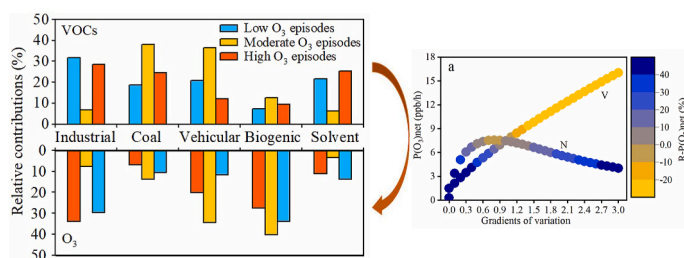 VOCs
Low O₃ episodes
Moderate O₃ episodes
High O₃ episodes
Relative contributions (%)
50
40
30
20
10
0
Industrial Coal Vehicular Biogenic Solvent
0
10
20
30
40
50
O₃
a
P(O₃)net (ppb/h)
18
15
12
9
6
3
0
V
N
0.0 0.3 0.6 0.9 1.2 1.5 1.8 2.1 2.4 2.7 3.0
Gradients of variation
40
30
20
10
0.0
-10
-20
R-P(O₃)net (%)